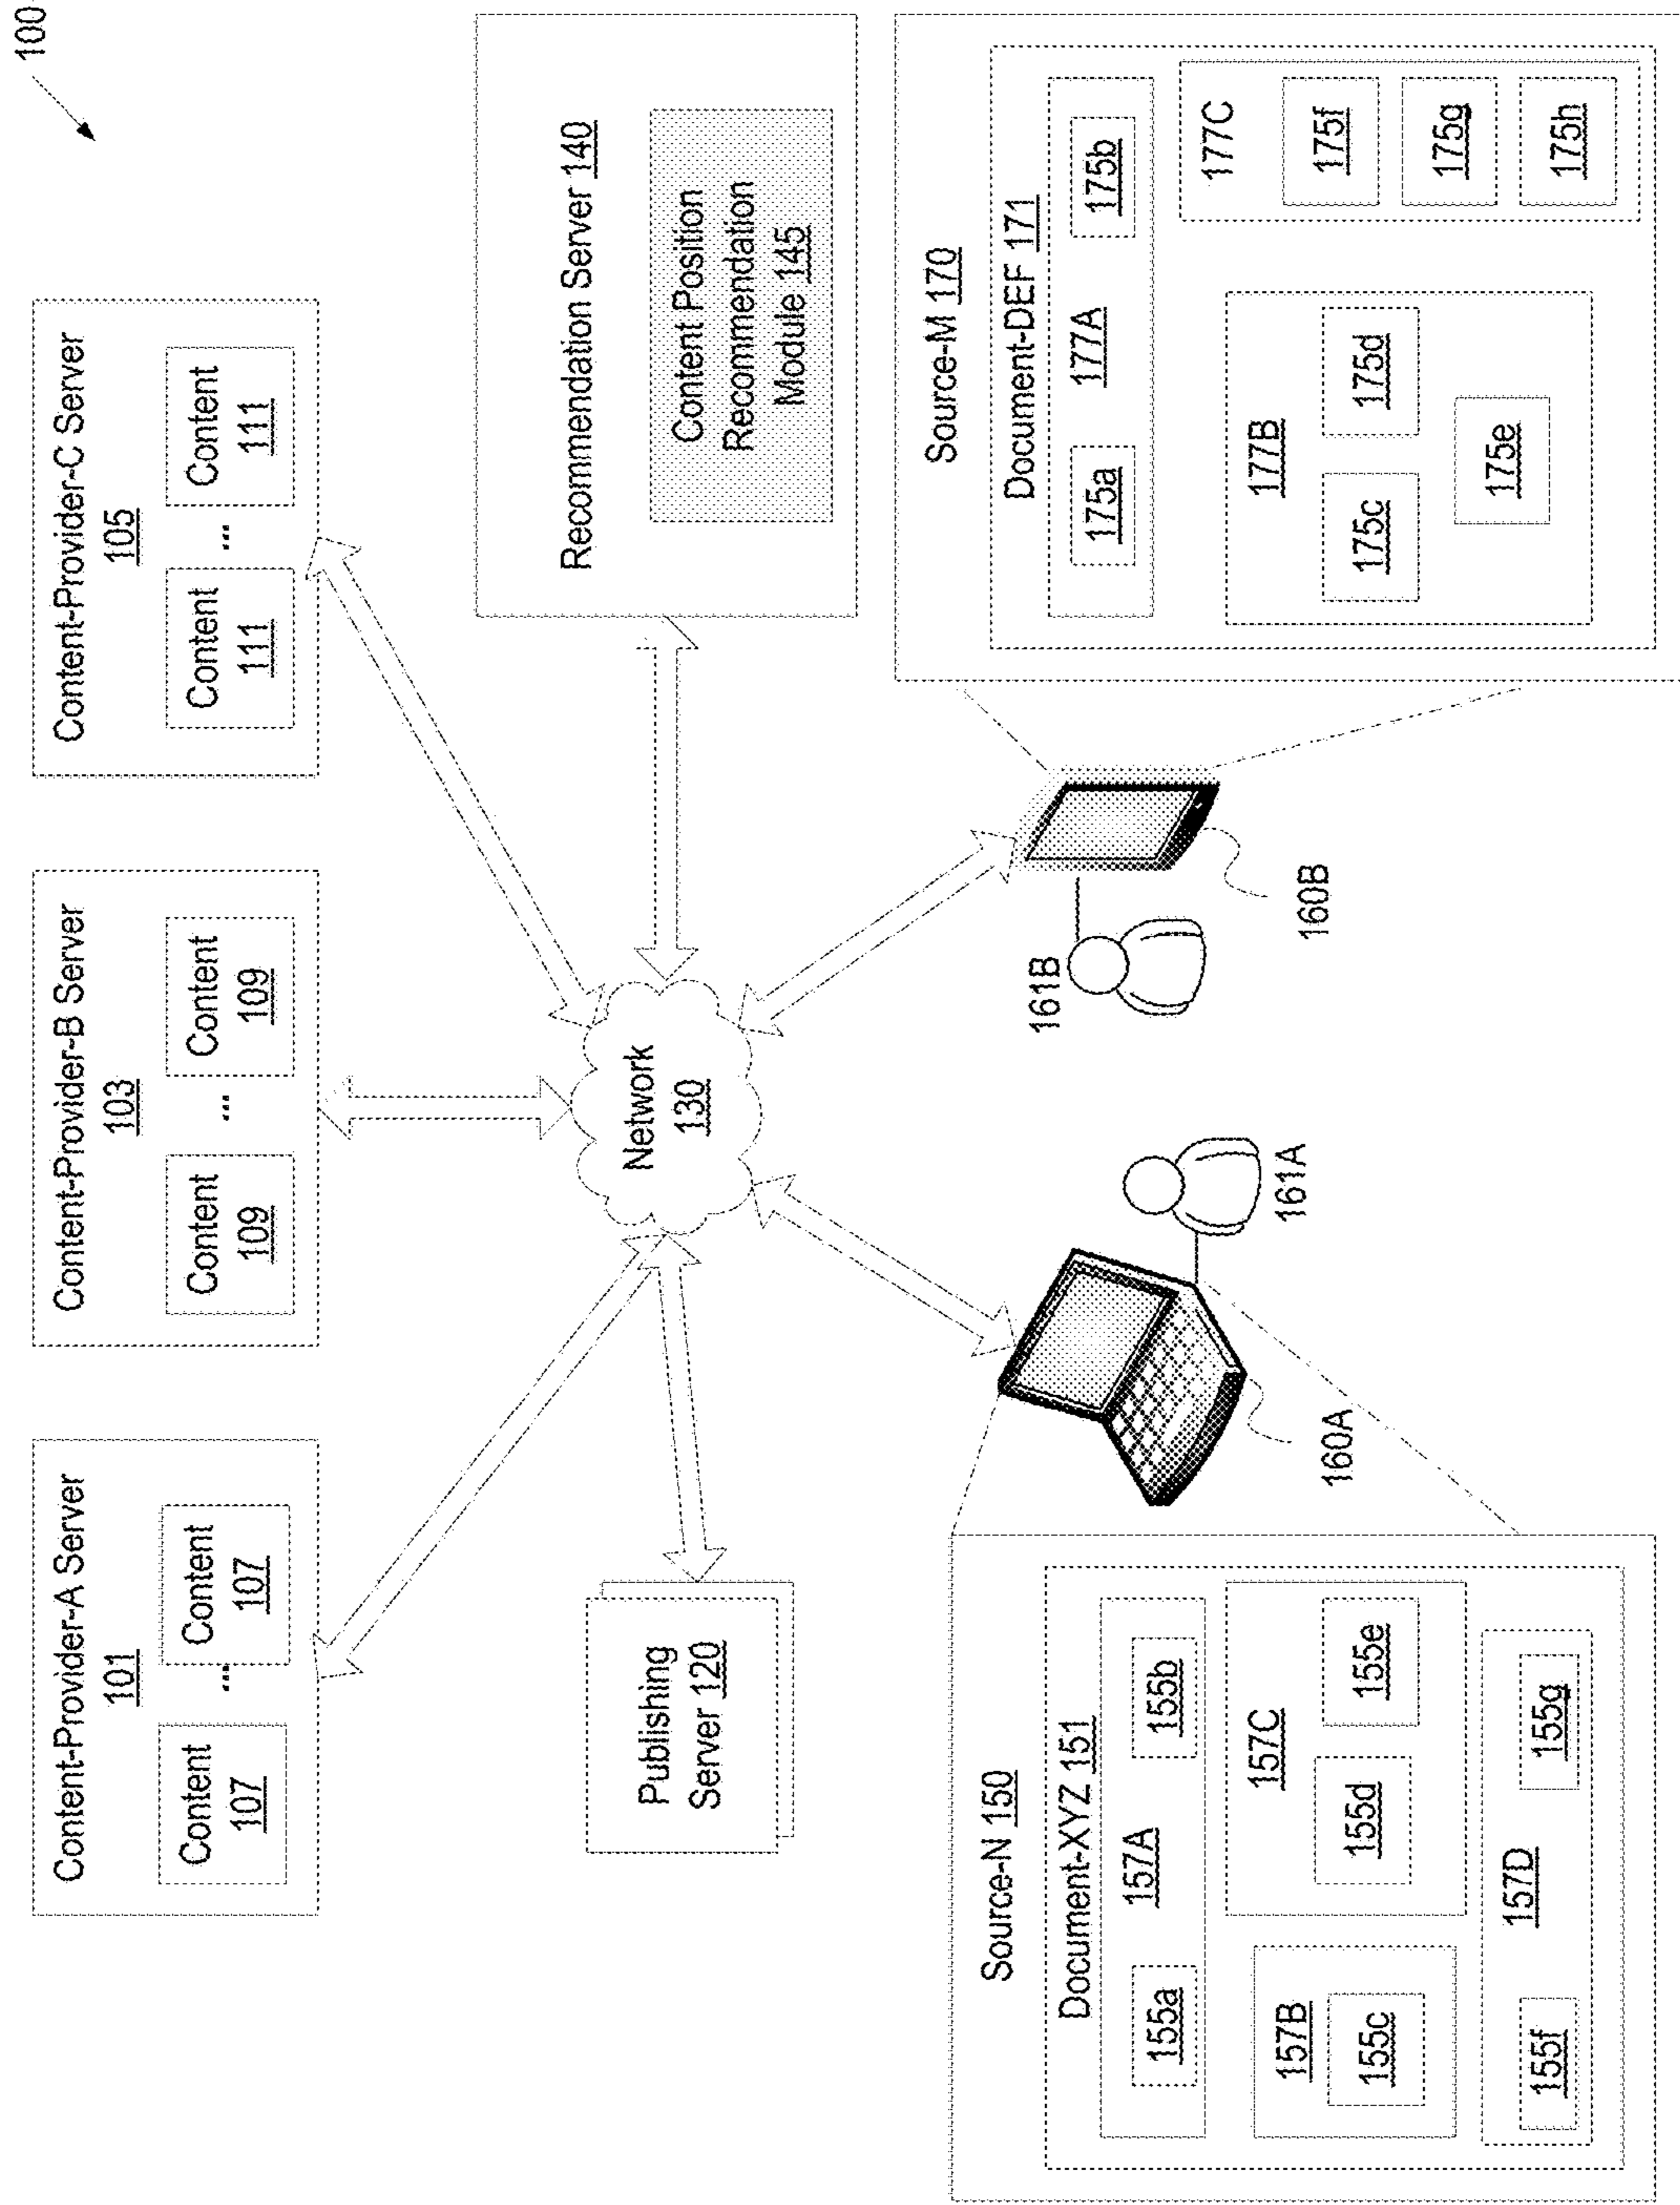 100
Content-Provider-A Server
101
Content
107
...
Content
107
Content-Provider-B Server
103
Content
109
...
Content
109
Content-Provider-C Server
105
Content
111
...
Content
111
Publishing
Server 120
Network
130
Recommendation Server 140
Content Position
Recommendation
Module 145
Source-N 150
Document-XYZ 151
155a
157A
155b
157B
155c
157C
155d
155e
155f
157D
155g
160A
161A
161B
160B
Source-M 170
Document-DEF 171
175a
177A
175b
177B
175c
175d
175e
177C
175f
175g
175h